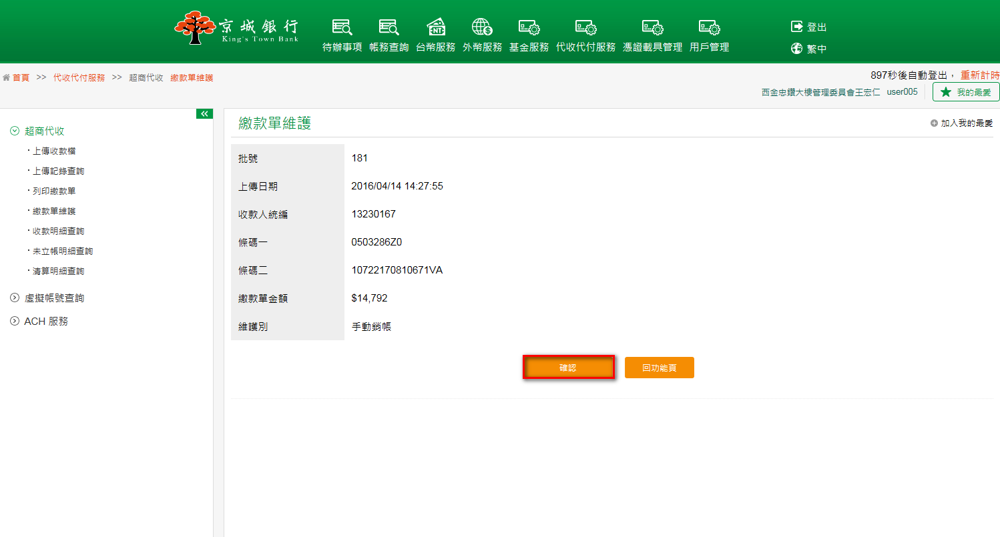 京城銀行
King's Town Bank
待辦事項 帳務查詢 台幣服務 外幣服務 基金服務 代收代付服務 憑證載具管理 用戶管理
NT
$
登出
繁中
首頁 >> 代收代付服務 >> 超商代收 繳款單維護
897秒後自動登出， 重新計時
西金忠鑽大樓管理委員會王宏仁 user005 我的最愛
超商代收
・上傳收款檔
・上傳記錄查詢
・列印繳款單
・繳款單維護
・收款明細查詢
・未立帳明細查詢
・清算明細查詢
虛擬帳號查詢
ACH 服務
繳款單維護
加入我的最愛
批號 181
上傳日期 2016/04/14 14:27:55
收款人統編 13230167
條碼一 0503286Z0
條碼二 10722170810671VA
繳款單金額 $14,792
維護別 手動銷帳
確認 回功能頁